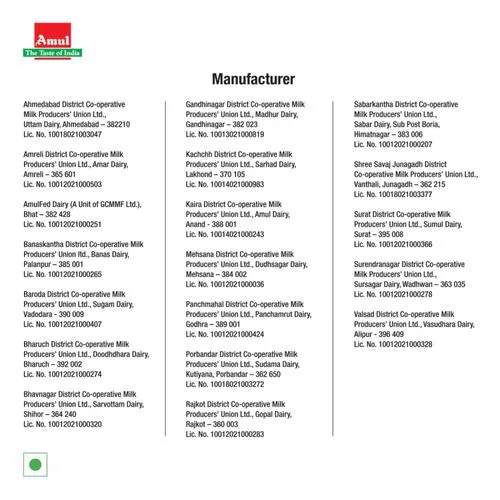 Amul
The Taste of India
Manufacturer
Ahmedabad District Co-operative
Milk Producers' Union Ltd.,
Uttam Dairy, Ahmedabad – 382210
Lic. No. 10018021003047
Amreli District Co-operative Milk
Producers' Union Ltd., Amar Dairy,
Amreli – 365 601
Lic. No. 10012021000503
AmulFed Dairy (A Unit of GCMMF Ltd.),
Bhat – 382 428
Lic. No. 10012021000251
Banaskantha District Co-operative Milk
Producers' Union ltd., Banas Dairy,
Palanpur – 385 001
Lic. No. 10012021000265
Baroda District Co-operative Milk
Producers' Union Ltd., Sugam Dairy,
Vadodara - 390 009
Lic. No. 10012021000407
Bharuch District Co-operative Milk
Producers' Union Ltd., Doodhdhara Dairy,
Bharuch – 392 002
Lic. No. 10012021000274
Bhavnagar District Co-operative Milk
Producers' Union Ltd., Sarvottam Dairy,
Shihor – 364 240
Lic. No. 10012021000320
Gandhinagar District Co-operative Milk
Producers' Union Ltd., Madhur Dairy,
Gandhinagar – 382 023
Lic. No. 10013021000819
Kachchh District Co-operative Milk
Producers' Union Ltd., Sarhad Dairy,
Lakhond – 370 105
Lic. No. 10014021000983
Kaira District Co-operative Milk
Producers' Union Ltd., Amul Dairy,
Anand - 388 001
Lic. No. 10014021000243
Mehsana District Co-operative Milk
Producers' Union Ltd., Dudhsagar Dairy,
Mehsana – 384 002
Lic. No. 10012021000036
Panchmahal District Co-operative Milk
Producers' Union Ltd., Panchamrut Dairy,
Godhra – 389 001
Lic. No. 10012021000424
Porbandar District Co-operative Milk
Producers' Union Ltd., Sudama Dairy,
Kutiyana, Porbandar – 362 650
Lic. No. 10018021003272
Rajkot District Co-operative Milk
Producers' Union Ltd., Gopal Dairy,
Rajkot – 360 003
Lic. No. 10012021000283
Sabarkantha District Co-operative
Milk Producers' Union Ltd.,
Sabar Dairy, Sub Post Boria,
Himatnagar – 383 006
Lic. No. 10012021000207
Shree Savaj Junagadh District
Co-operative Milk Producers' Union Ltd.,
Vanthali, Junagadh – 362 215
Lic. No. 10018021003377
Surat District Co-operative Milk
Producers' Union Ltd., Sumul Dairy,
Surat – 395 008
Lic. No. 10012021000366
Surendranagar District Co-operative
Milk Producers' Union Ltd.,
Sursagar Dairy, Wadhwan – 363 035
Lic. No. 10012021000278
Valsad District Co-operative Milk
Producers' Union Ltd., Vasudhara Dairy,
Alipur - 396 409
Lic. No. 10012021000328